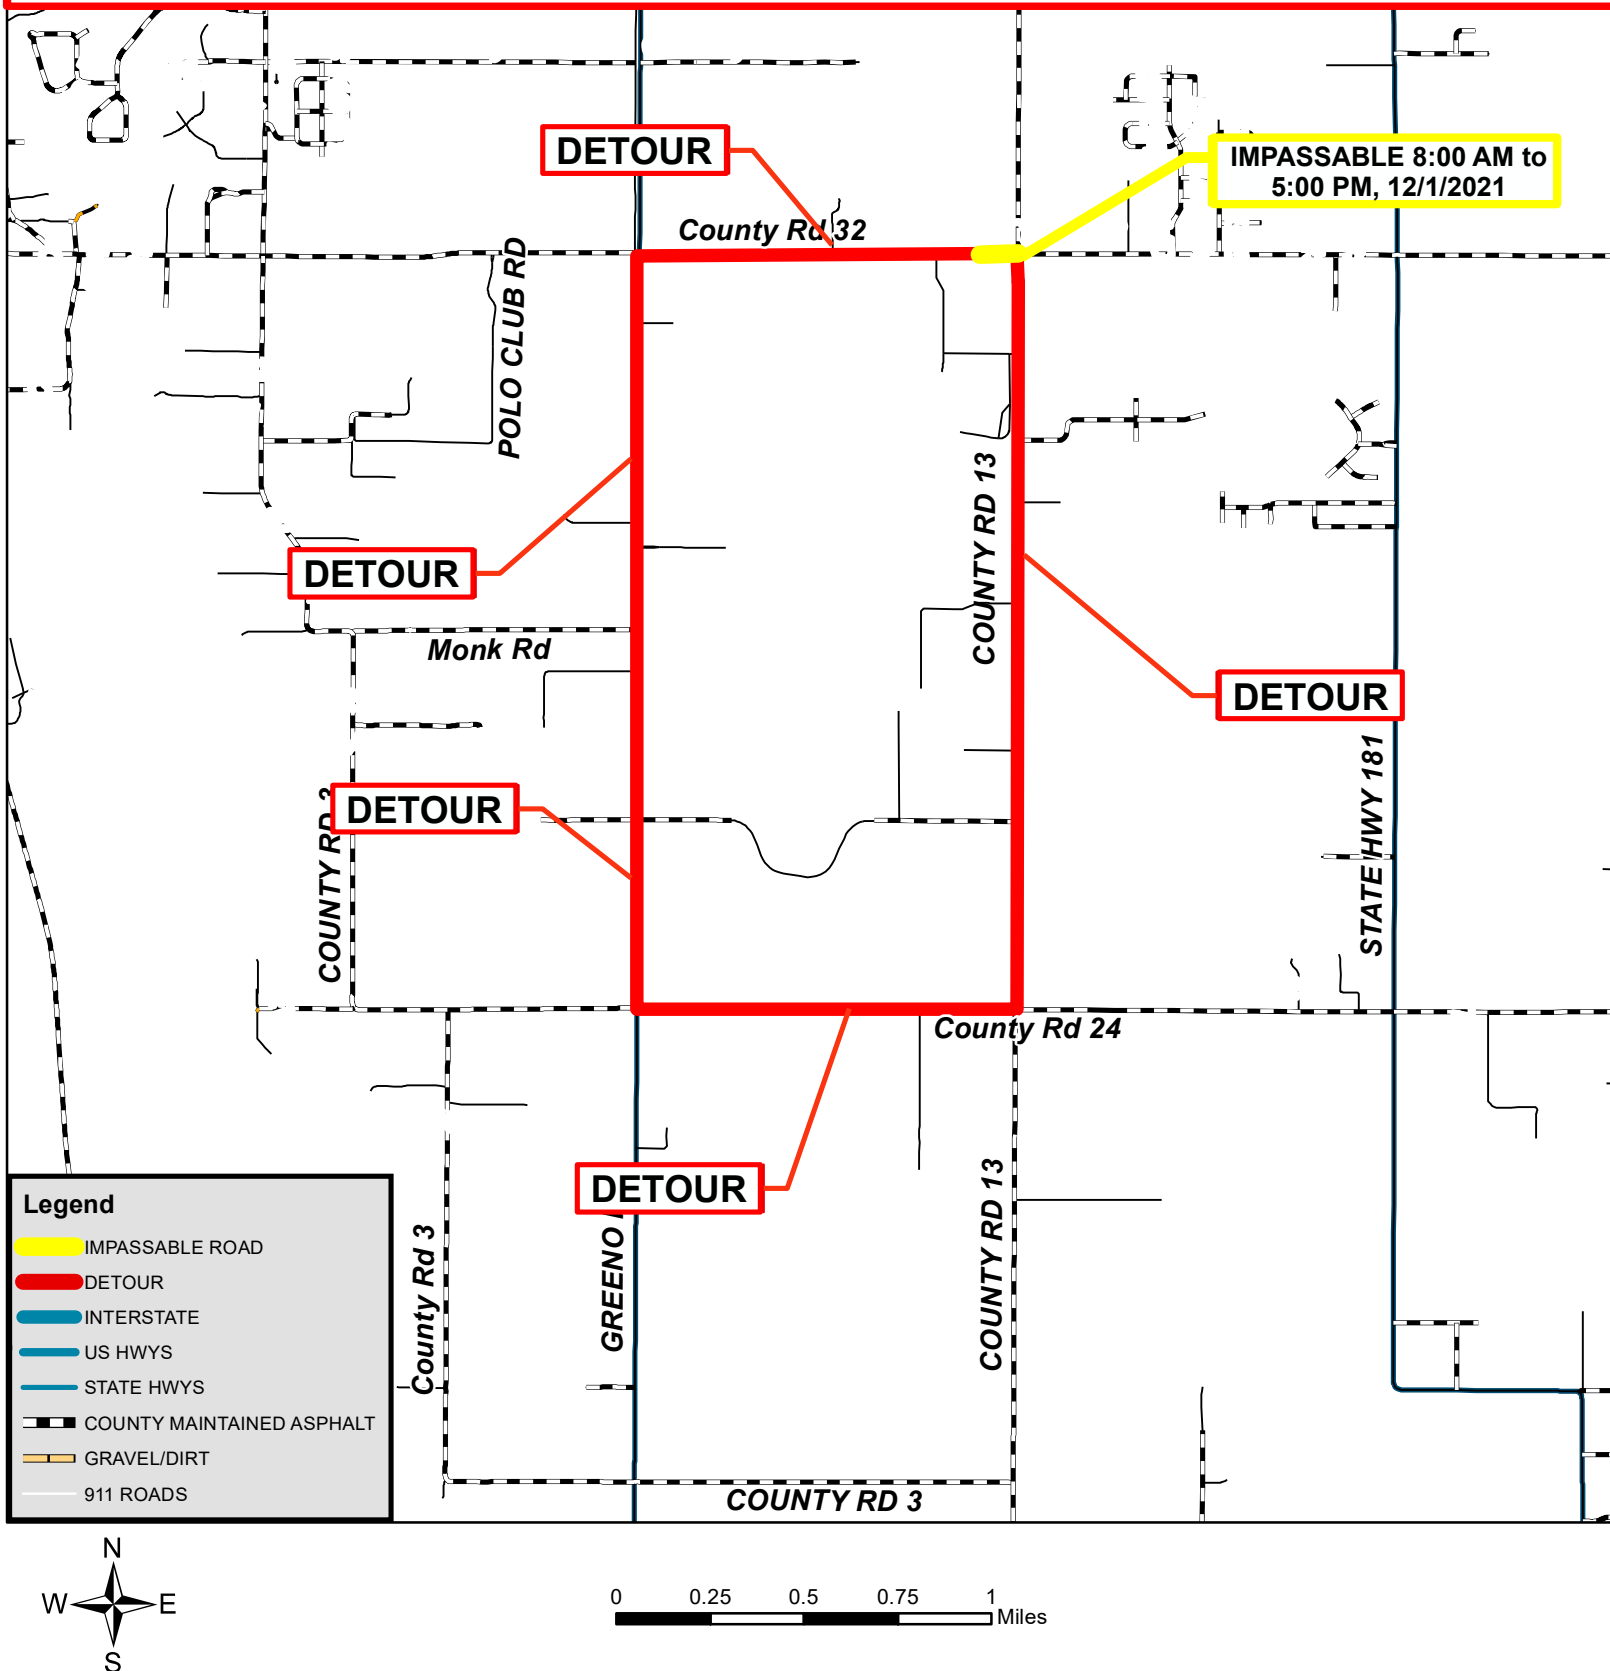 DETOUR
IMPASSABLE 8:00 AM to
5:00 PM, 12/1/2021
County Rd 32
POLO CLUB RD
COUNTY RD 13
DETOUR
Monk Rd
DETOUR
STATE HWY 181
COUNTY RD 3
DETOUR
County Rd 24
DETOUR
GREENO
COUNTY RD 13
County Rd 3
COUNTY RD 3
Legend
IMPASSABLE ROAD
DETOUR
INTERSTATE
US HWYS
STATE HWYS
COUNTY MAINTAINED ASPHALT
GRAVEL/DIRT
911 ROADS
N
W E
S
0 0.25 0.5 0.75 1
Miles